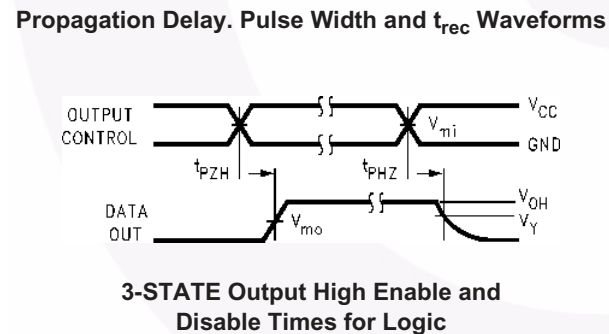 Propagation Delay. Pulse Width and trec Waveforms
OUTPUT CONTROL
VCC
Vmi
GND
tPZH
tPHZ
DATA OUT
Vmo
VOH
VY
3-STATE Output High Enable and
Disable Times for Logic